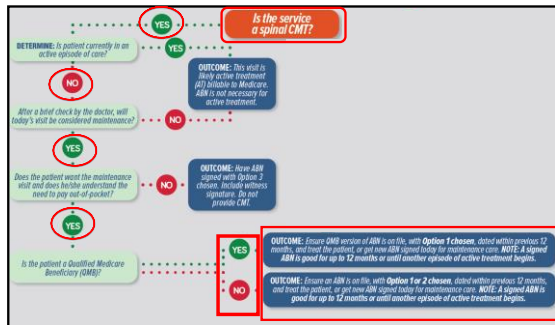 Is the service
a spinal CMT?
YES
DETERMINE: Is patient currently in an
active episode of care?
YES
OUTCOME: This visit is
likely active treatment
(AT) billable to Medicare.
ABN is not necessary for
active treatment.
NO
After a brief check by the doctor, will
today's visit be considered maintenance?
NO
YES
Does the patient want the maintenance
visit and does he/she understand the
need to pay out-of-pocket?
NO
OUTCOME: Have ABN
signed with Option 3
chosen. Include witness
signature. Do not
provide CMT.
YES
Is the patient a Qualified Medicare
Beneficiary (QMB)?
YES
OUTCOME: Ensure QMB version of ABN is on file, with Option 1 chosen, dated within previous 12
months, and treat the patient, or get new ABN signed today for maintenance care. NOTE: A signed
ABN is good for up to 12 months or until another episode of active treatment begins.
NO
OUTCOME: Ensure an ABN is on file, with Option 1 or 2 chosen, dated within previous 12 months,
and treat the patient, or get new ABN signed today for maintenance care. NOTE: A signed ABN is
good for up to 12 months or until another episode of active treatment begins.